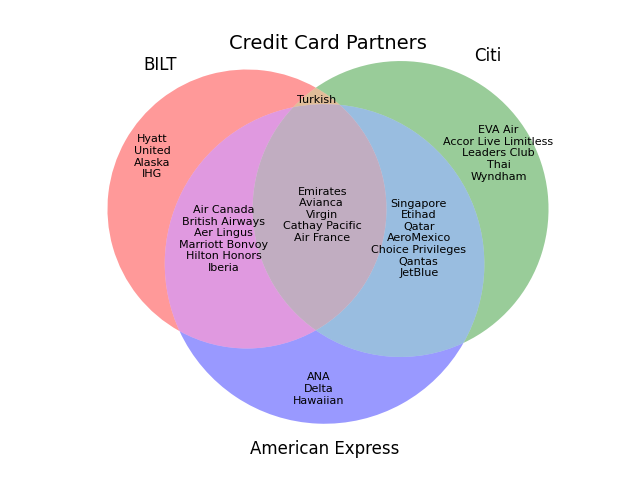 Credit Card Partners
BILT
Citi
Turkish
Hyatt
United
Alaska
IHG
EVA Air
Accor Live Limitless
Leaders Club
Thai
Wyndham
Air Canada
British Airways
Aer Lingus
Marriott Bonvoy
Hilton Honors
Iberia
Emirates
Avianca
Virgin
Cathay Pacific
Air France
Singapore
Etihad
Qatar
AeroMexico
Choice Privileges
Qantas
JetBlue
ANA
Delta
Hawaiian
American Express